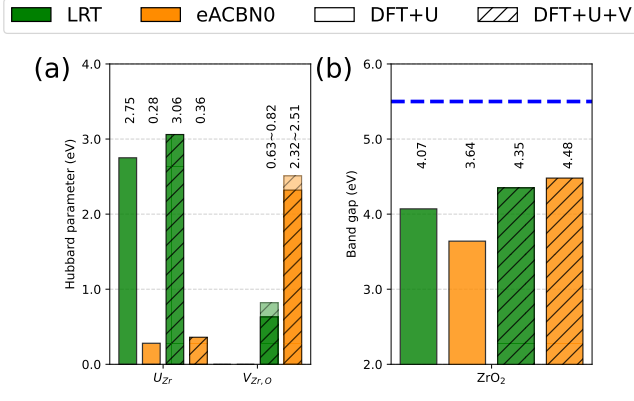 LRT eACBN0 DFT+U DFT+U+V
(a)
Hubbard parameter (eV)
4.0
3.0
2.0
1.0
0.0
2.75
0.28
3.06
0.36
0.63~0.82
2.32~2.51
U_Zr V_Zr,O
(b)
Band gap (eV)
6.0
5.0
4.0
3.0
2.0
4.07
3.64
4.35
4.48
ZrO₂